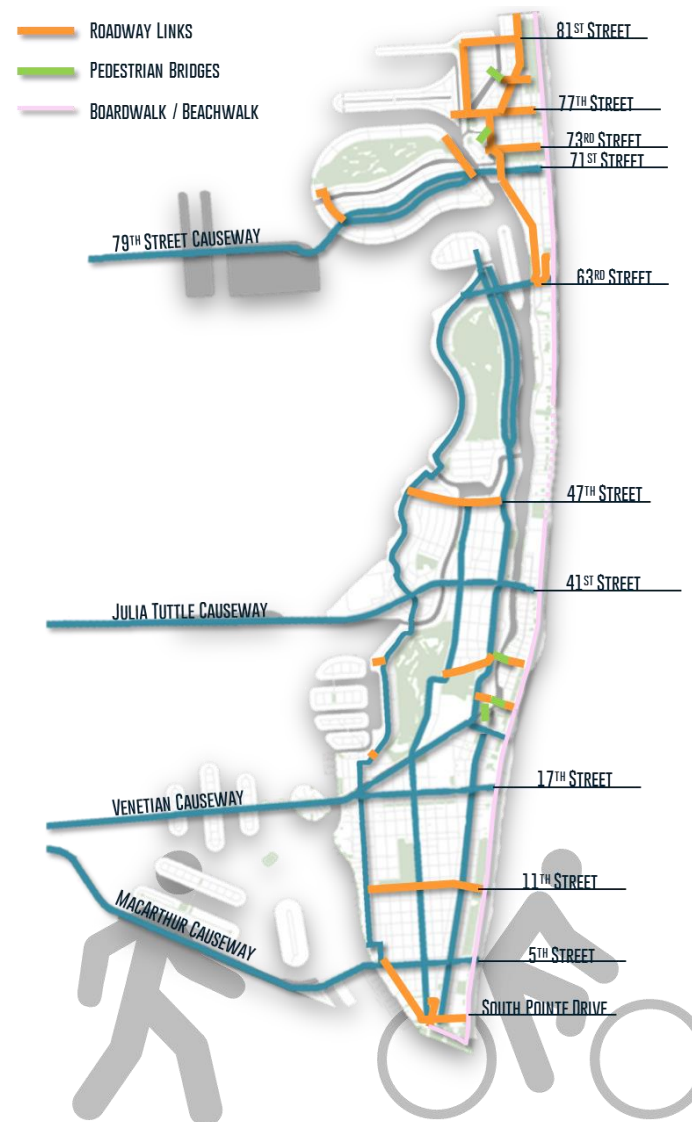 Roadway Links
81st Street
Pedestrian Bridges
77th Street
Boardwalk / Beachwalk
73rd Street
71st Street
79th Street Causeway
63rd Street
47th Street
41st Street
Julia Tuttle Causeway
17th Street
Venetian Causeway
11th Street
MacArthur Causeway
5th Street
South Pointe Drive